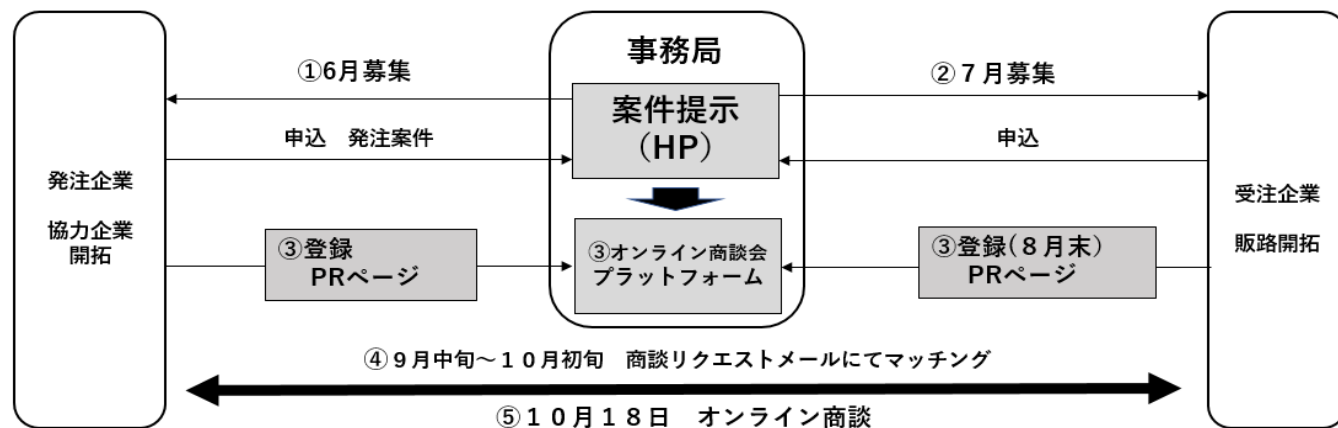 事務局
①6月募集
②７月募集
案件提示
（HP）
申込　発注案件
申込
発注企業
協力企業
開拓
受注企業
販路開拓
③登録
PRページ
③オンライン商談会
プラットフォーム
③登録（８月末）
PRページ
④９月中旬～１０月初旬　商談リクエストメールにてマッチング
⑤１０月１８日　オンライン商談